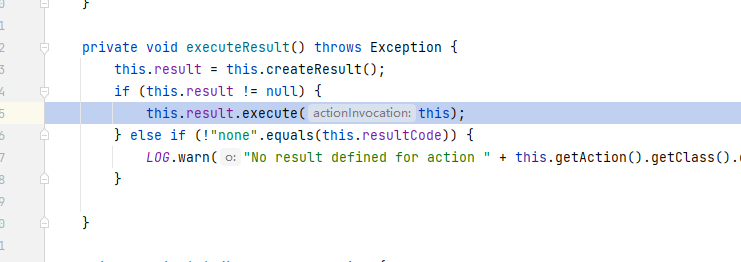 }
private void executeResult() throws Exception {
this.result = this.createResult();
if (this.result != null) {
this.result.execute( actionInvocation: this);
} else if (!"none".equals(this.resultCode)) {
LOG.warn( o: "No result defined for action " + this.getAction().getClass().
}
}